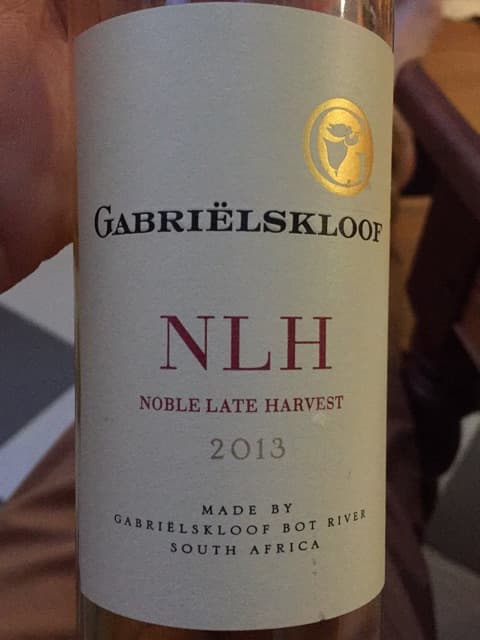 GABRIËLSKLOOF
NLH
NOBLE LATE HARVEST
2013
MADE BY
GABRIËLSKLOOF BOT RIVER
SOUTH AFRICA